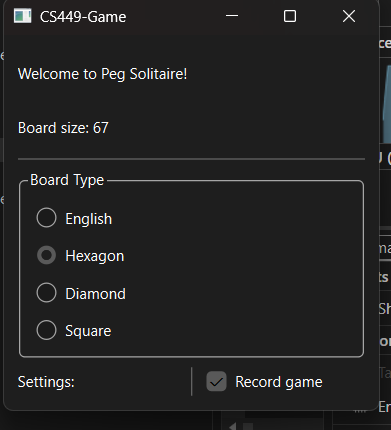 CS449-Game
Welcome to Peg Solitaire!
Board size: 67
Board Type
English
Hexagon
Diamond
Square
Settings:
Record game